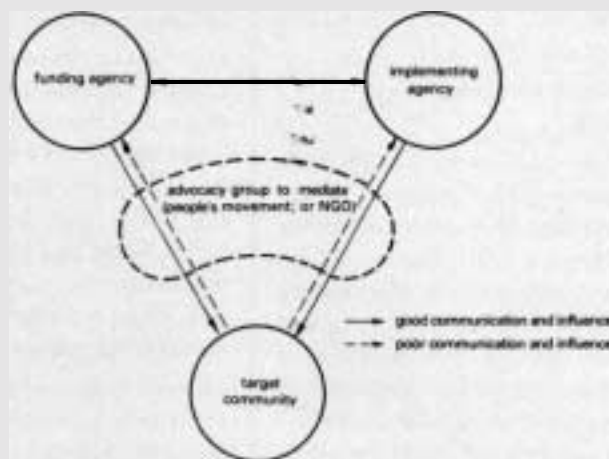 funding agency
implementing
agency
advocacy group to mediate
(people's movement; or NGO)
good communication and influence
poor communication and influence
target
community